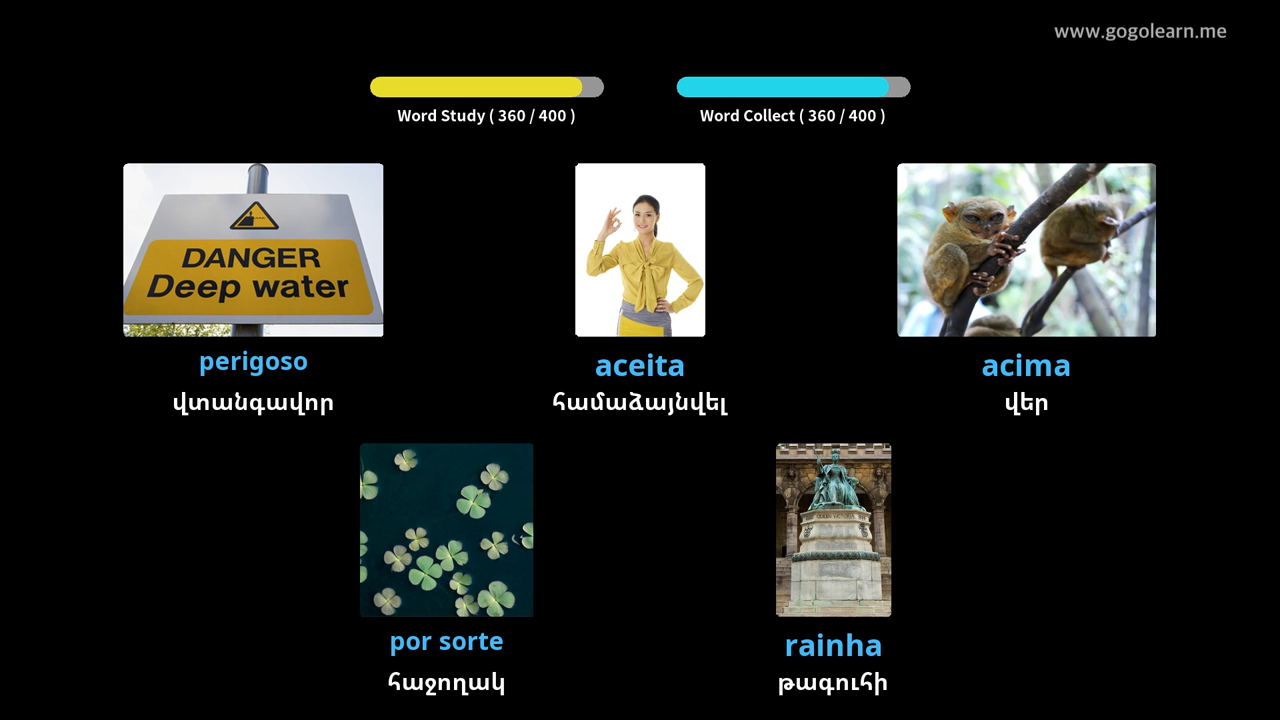 www.gogolearn.me
Word Study ( 360 / 400 )
Word Collect ( 360 / 400 )
DANGER
Deep water
perigoso
aceita
acima
վտանգավոր
համաձայնվել
վեր
por sorte
rainha
հաջողակ
թագուհի